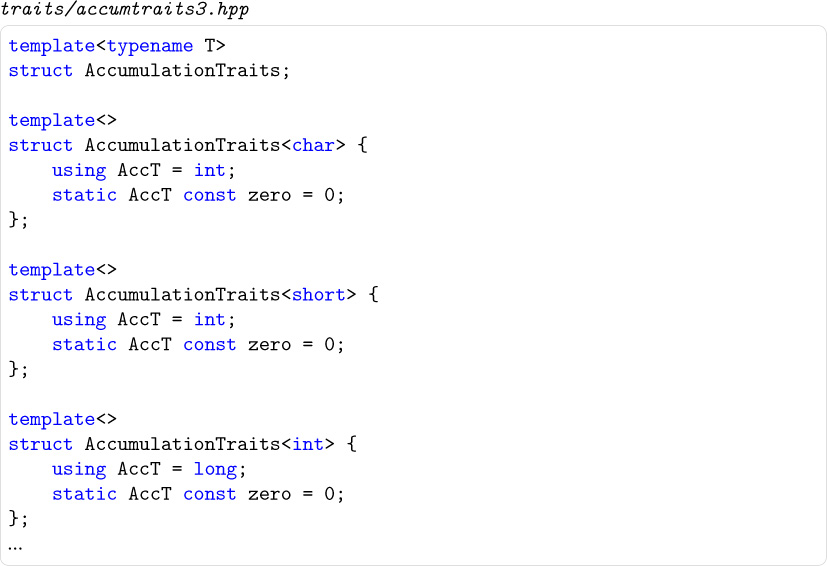 traits/accumtraits3.hpp
template<typename T>
struct AccumulationTraits;

template<>
struct AccumulationTraits<char> {
    using AccT = int;
    static AccT const zero = 0;
};

template<>
struct AccumulationTraits<short> {
    using AccT = int;
    static AccT const zero = 0;
};

template<>
struct AccumulationTraits<int> {
    using AccT = long;
    static AccT const zero = 0;
};
...